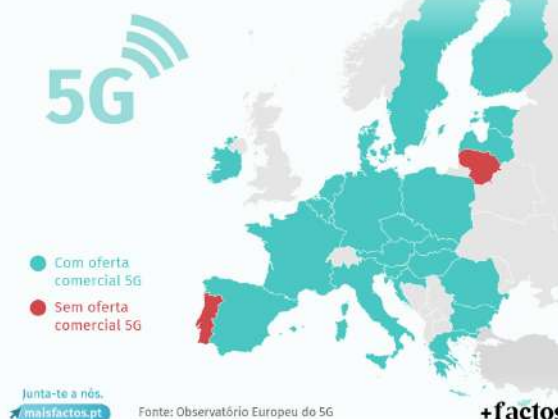 5G
Com oferta
comercial 5G
Sem oferta
comercial 5G
Junta-te a nós.
maisfactos.pt
Fonte: Observatório Europeu do 5G
+factos